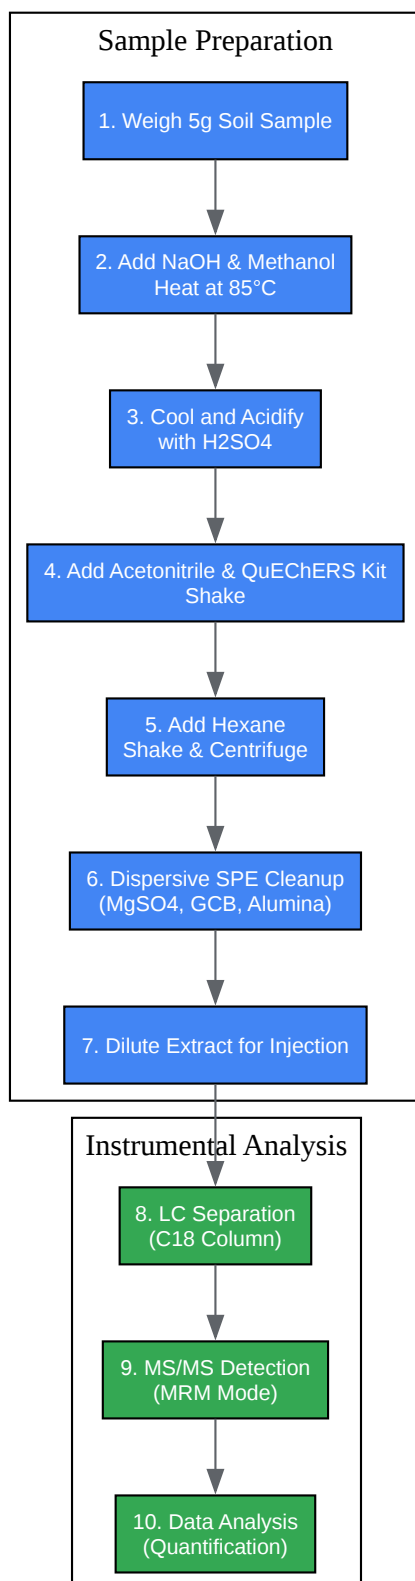 Sample Preparation
1. Weigh 5g Soil Sample
2. Add NaOH & Methanol
Heat at 85°C
3. Cool and Acidify
with H2SO4
4. Add Acetonitrile & QuEChERS Kit
Shake
5. Add Hexane
Shake & Centrifuge
6. Dispersive SPE Cleanup
(MgSO4, GCB, Alumina)
7. Dilute Extract for Injection
Instrumental Analysis
8. LC Separation
(C18 Column)
9. MS/MS Detection
(MRM Mode)
10. Data Analysis
(Quantification)